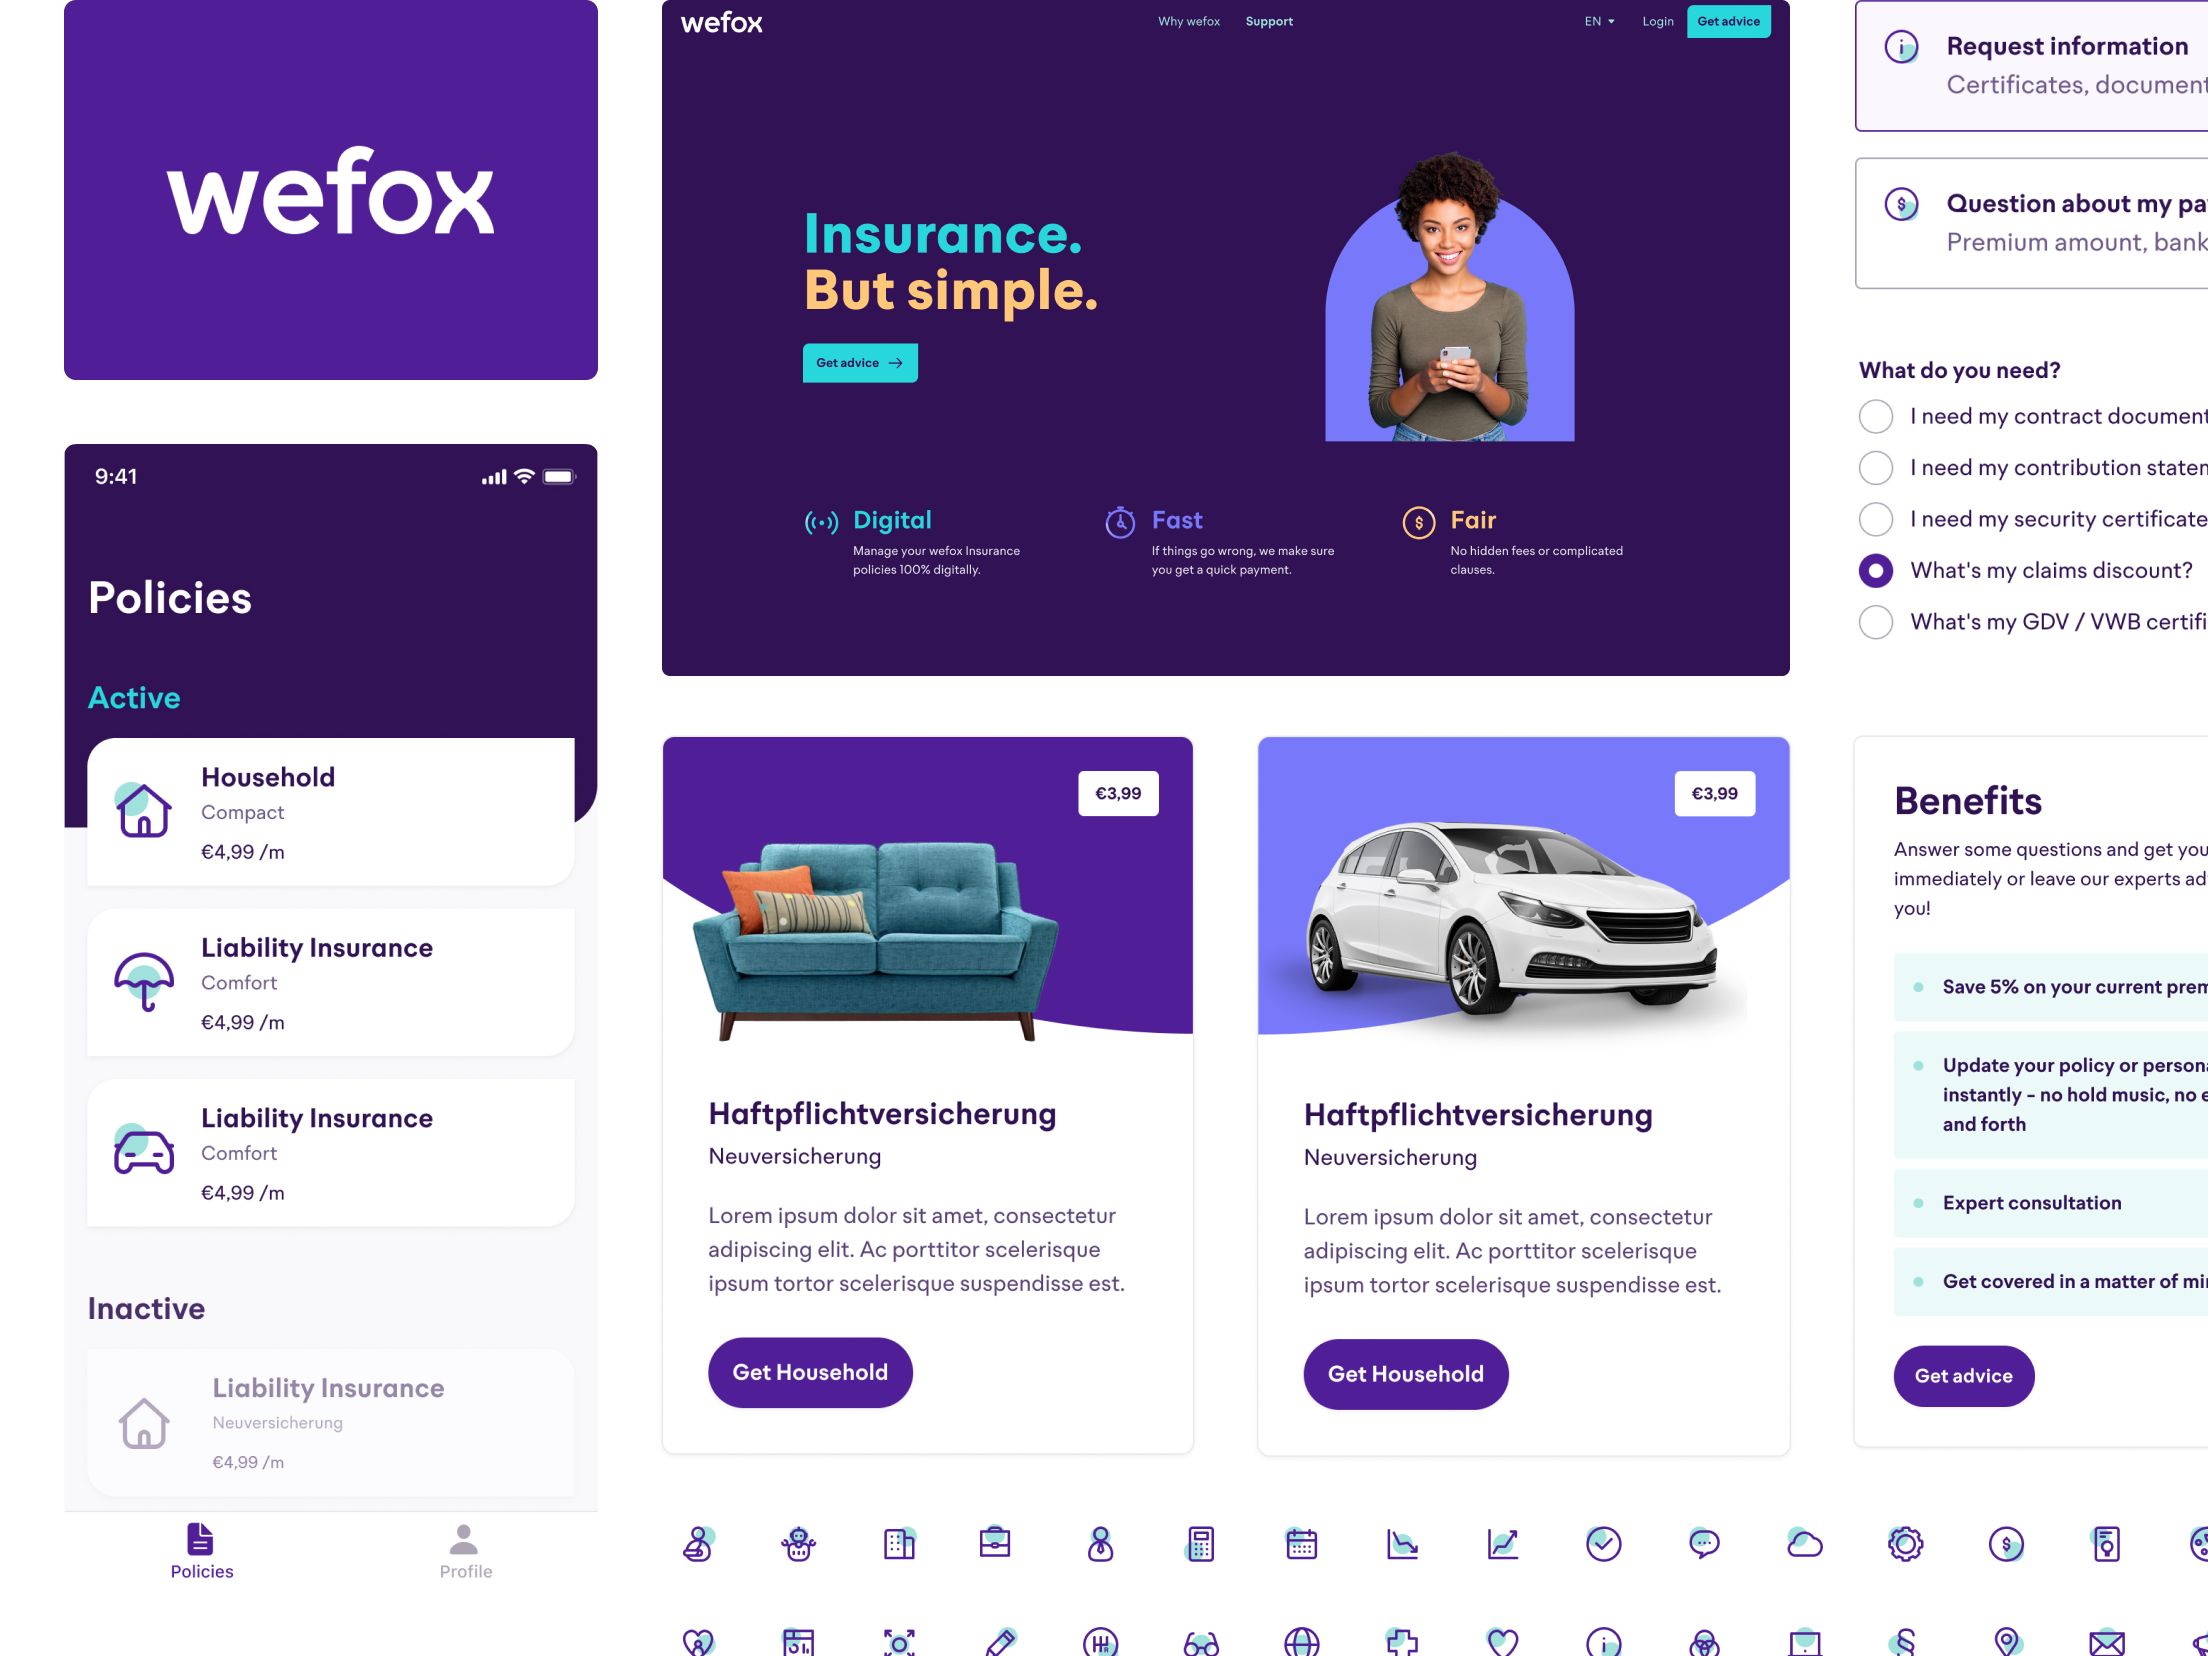 wefox
9:41
Policies
Active
Household
Compact
€4,99 /m
Liability Insurance
Comfort
€4,99 /m
Liability Insurance
Comfort
€4,99 /m
Inactive
Liability Insurance
Neuversicherung
€4,99 /m
Policies
Profile
wefox
Why wefox
Support
EN
Login
Get advice
Insurance.
But simple.
Get advice
Digital
Manage your wefox Insurance
policies 100% digitally.
Fast
If things go wrong, we make sure
you get a quick payment.
Fair
No hidden fees or complicated
clauses.
€3,99
Haftpflichtversicherung
Neuversicherung
Lorem ipsum dolor sit amet, consectetur
adipiscing elit. Ac porttitor scelerisque
ipsum tortor scelerisque suspendisse est.
Get Household
€3,99
Haftpflichtversicherung
Neuversicherung
Lorem ipsum dolor sit amet, consectetur
adipiscing elit. Ac porttitor scelerisque
ipsum tortor scelerisque suspendisse est.
Get Household
Request information
Certificates, document
Question about my
Premium amount, bank
What do you need?
I need my contract document
I need my contribution
I need my security certificate
What's my claims discount?
What's my GDV / VWB
Benefits
Answer some questions and get you
immediately or leave our experts
you!
Save 5% on your current
Update your policy or
instantly - no hold music, no
and forth
Expert consultation
Get covered in a matter of
Get advice